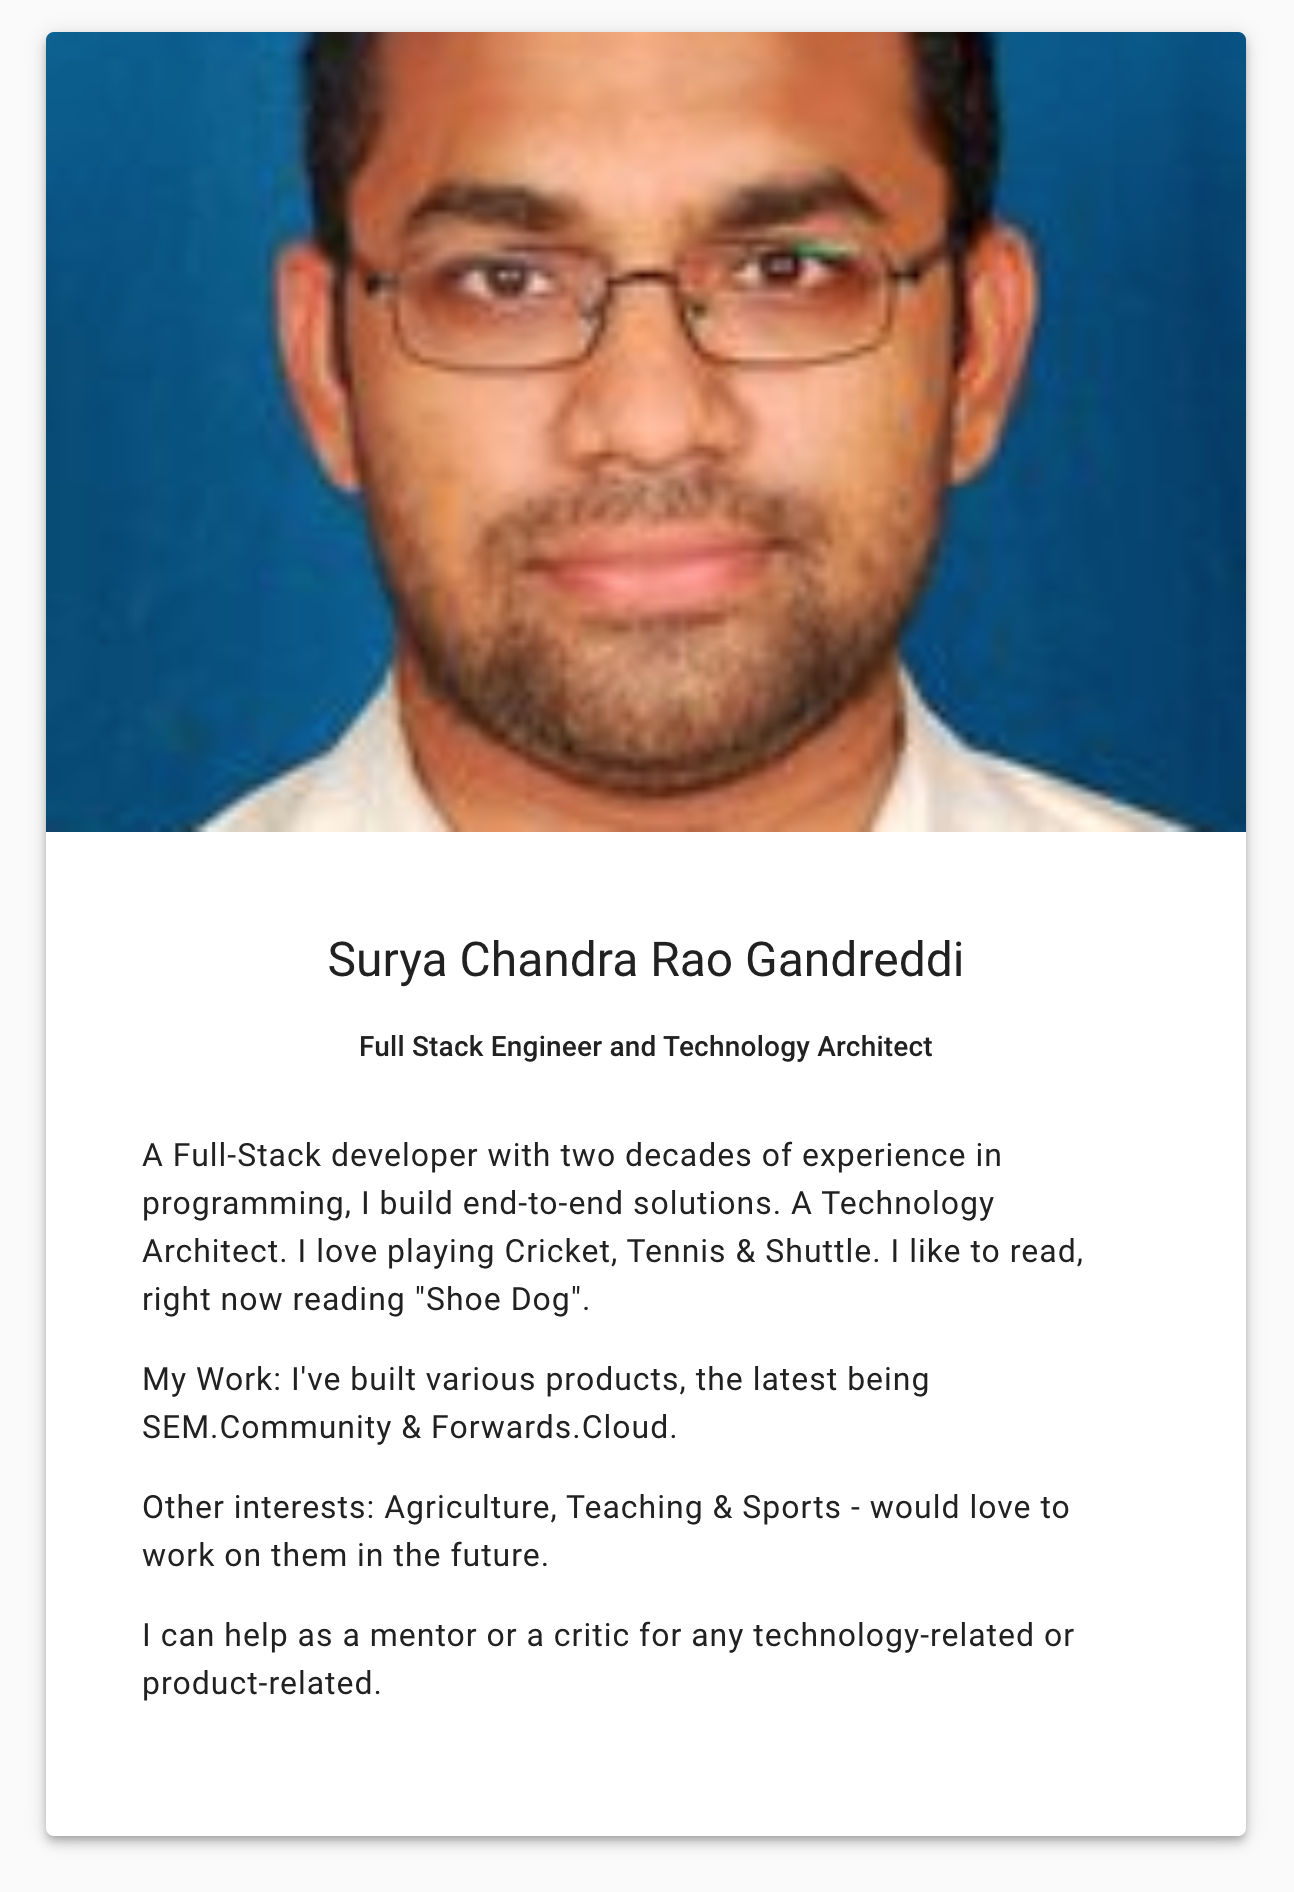 Surya Chandra Rao Gandreddi
Full Stack Engineer and Technology Architect
A Full-Stack developer with two decades of experience in
programming, I build end-to-end solutions. A Technology
Architect. I love playing Cricket, Tennis & Shuttle. I like to read,
right now reading "Shoe Dog".
My Work: I've built various products, the latest being
SEM.Community & Forwards.Cloud.
Other interests: Agriculture, Teaching & Sports - would love to
work on them in the future.
I can help as a mentor or a critic for any technology-related or
product-related.